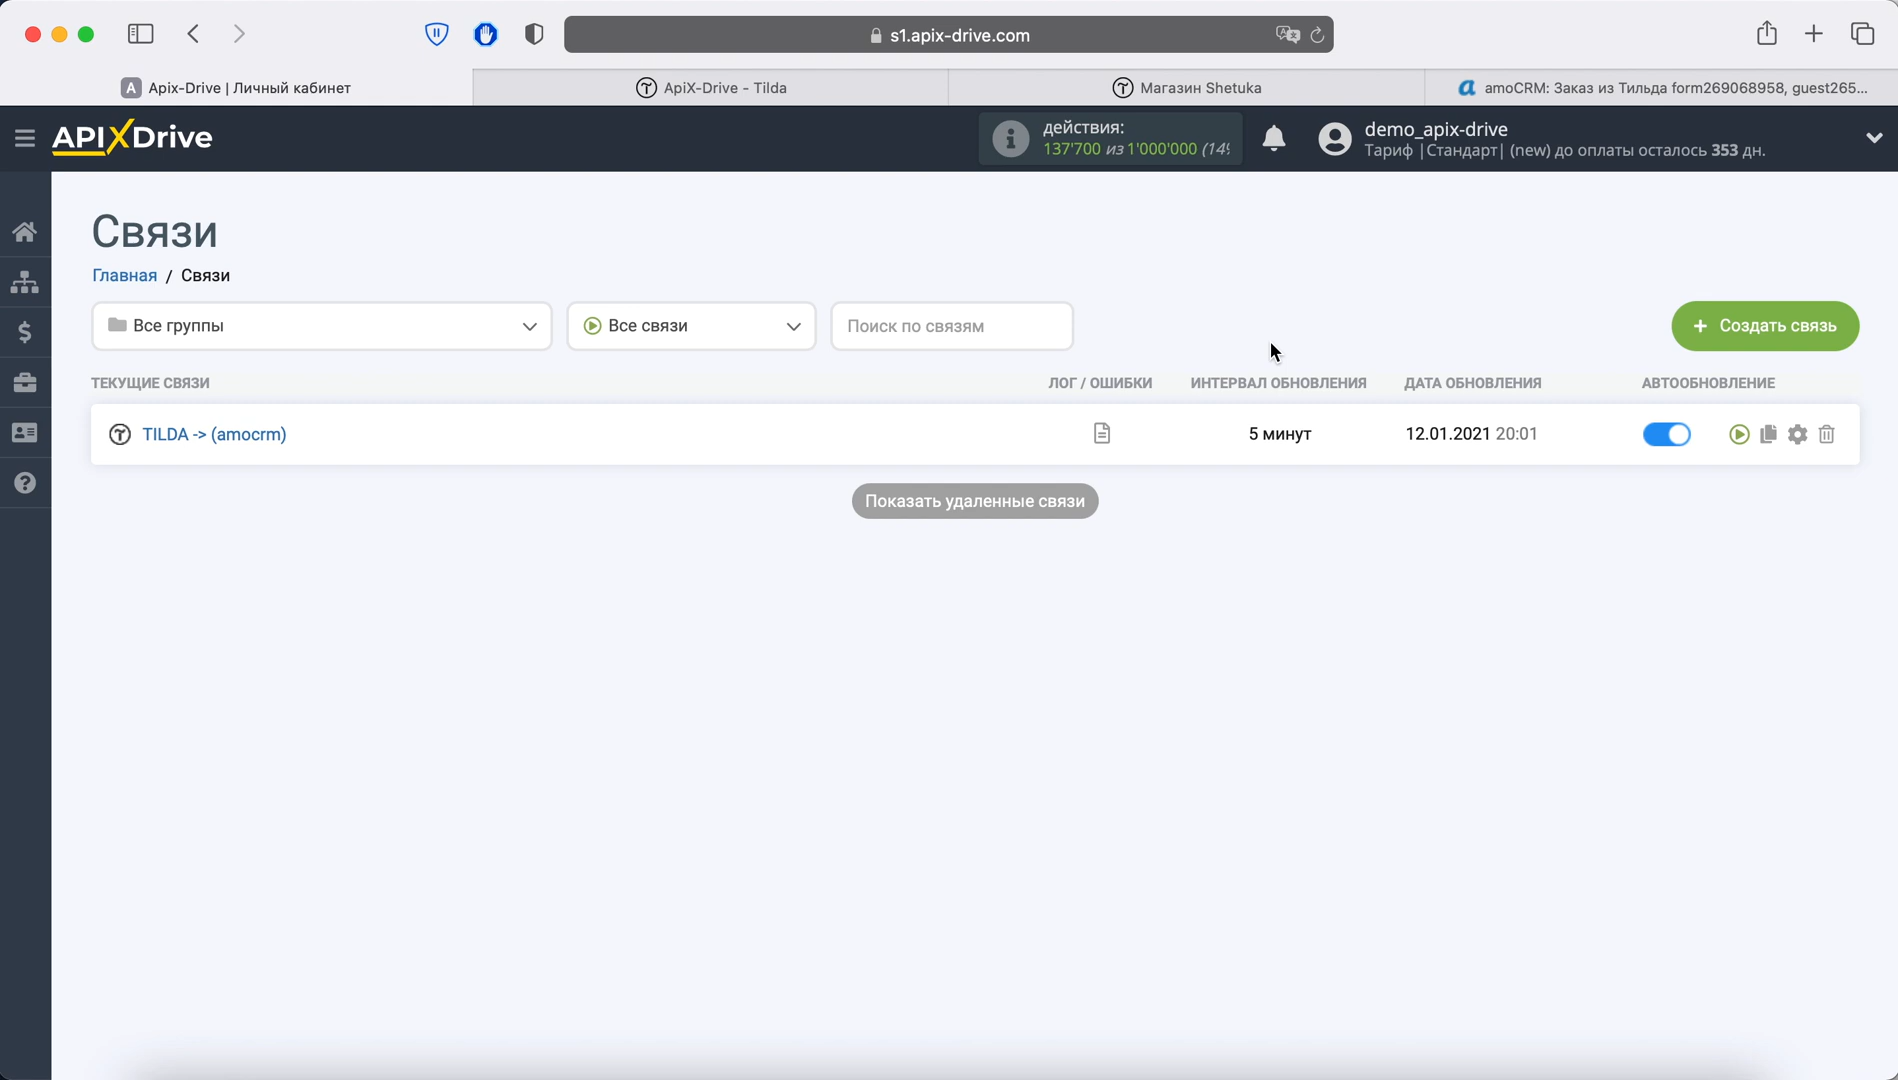 s1.apix-drive.com
A Apix-Drive | Личный кабинет
ApiX-Drive - Tilda
Магазин Shetuka
amoCRM: Заказ из Тильда form269068958, guest265...
APIXDrive
действия:
137'700 из 1'000'000 (14%
demo_apix-drive
Тариф |Стандарт| (new) до оплаты осталось 353 дн.
Связи
Главная / Связи
Все группы
Все связи
Поиск по связям
+ Создать связь
ТЕКУЩИЕ СВЯЗИ
ЛОГ / ОШИБКИ
ИНТЕРВАЛ ОБНОВЛЕНИЯ
ДАТА ОБНОВЛЕНИЯ
АВТООБНОВЛЕНИЕ
TILDA -> (amocrm)
5 минут
12.01.2021 20:01
Показать удаленные связи